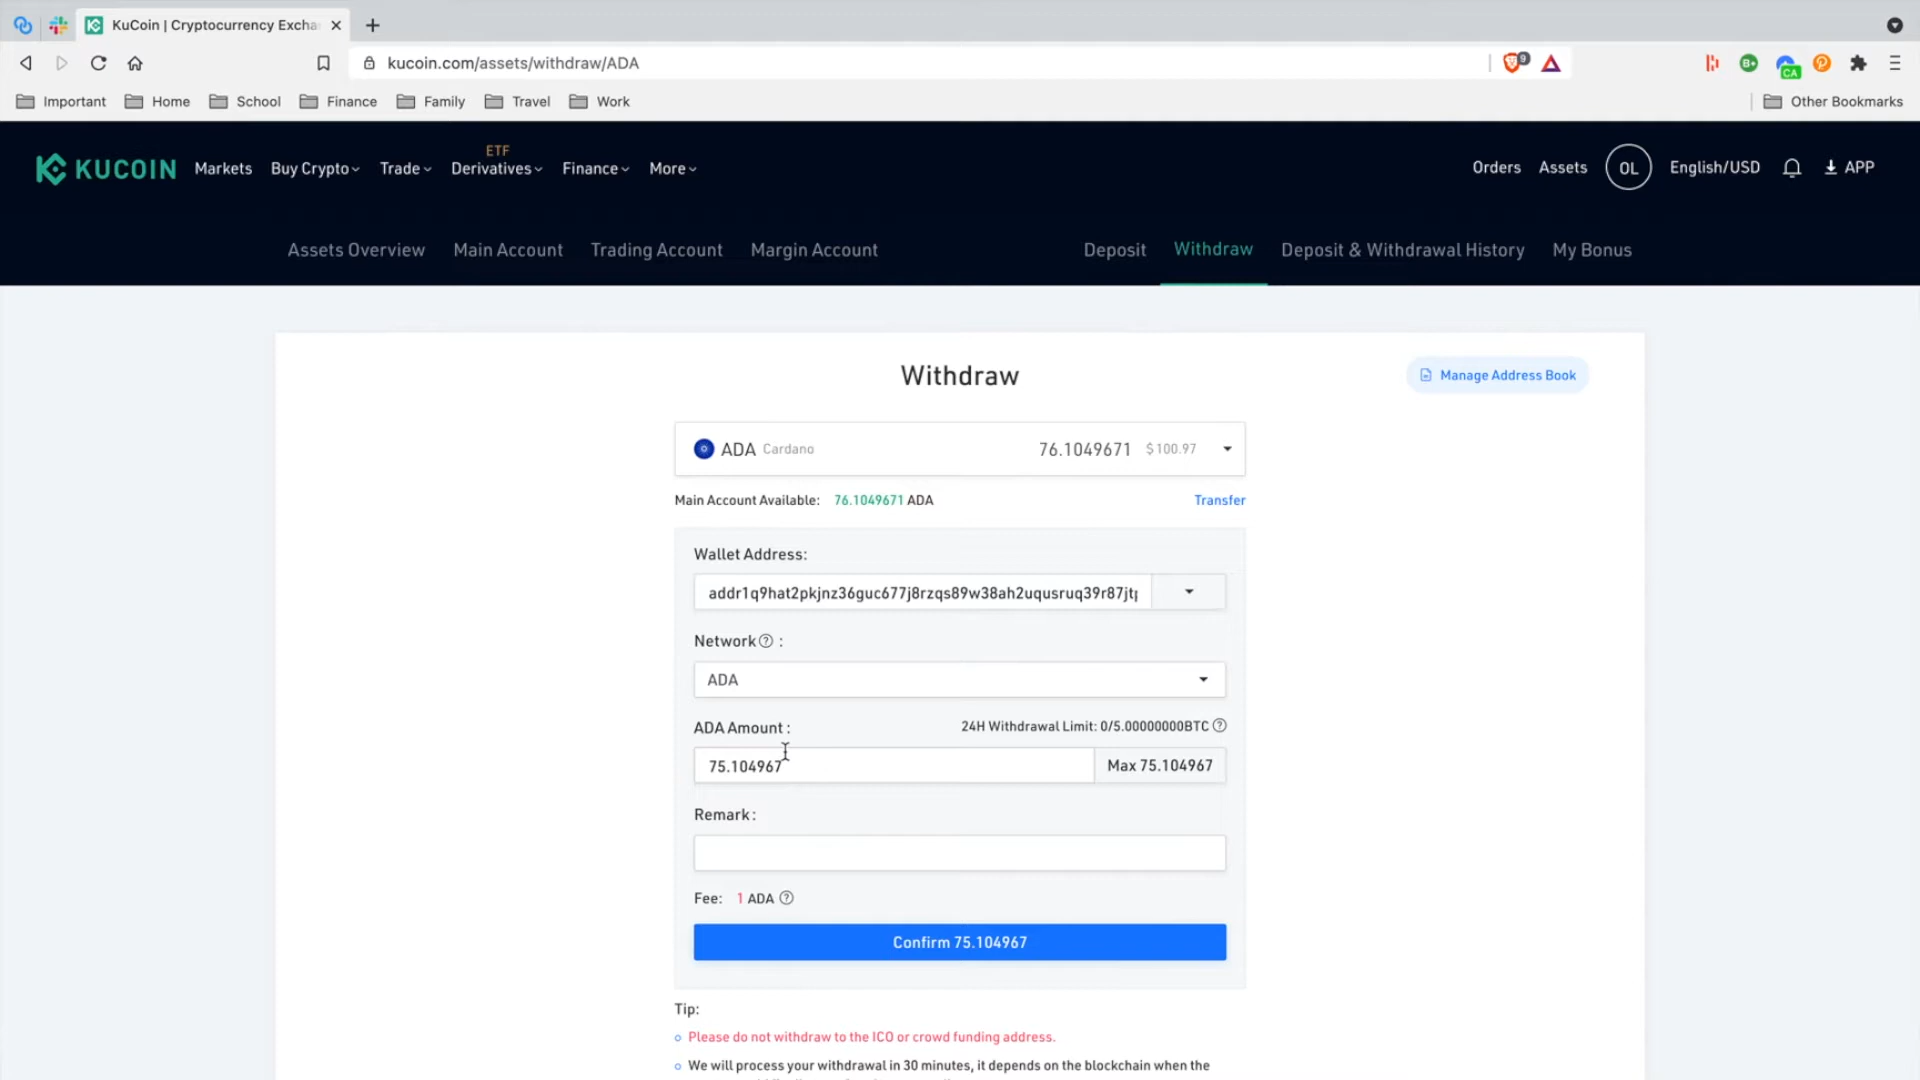 KuCoin | Cryptocurrency Excha
kucoin.com/assets/withdraw/ADA
9
B+
CA
Important Home School Finance Family Travel Work Other Bookmarks
KUCOIN Markets Buy Crypto Trade ETF Derivatives Finance More Orders Assets OL English/USD APP
Assets Overview Main Account Trading Account Margin Account Deposit Withdraw Deposit & Withdrawal History My Bonus
Withdraw
Manage Address Book
ADA Cardano 76.1049671 $100.97
Main Account Available: 76.1049671 ADA Transfer
Wallet Address:
addr1q9hat2pkjnz36guc677j8rzqs89w38ah2uqusruq39r87jt
Network ? :
ADA
ADA Amount : 24H Withdrawal Limit: 0/5.00000000BTC ?
75.104967 Max 75.104967
Remark :
Fee: 1 ADA ?
Confirm 75.104967
Tip:
Please do not withdraw to the ICO or crowd funding address.
We will process your withdrawal in 30 minutes, it depends on the blockchain when the